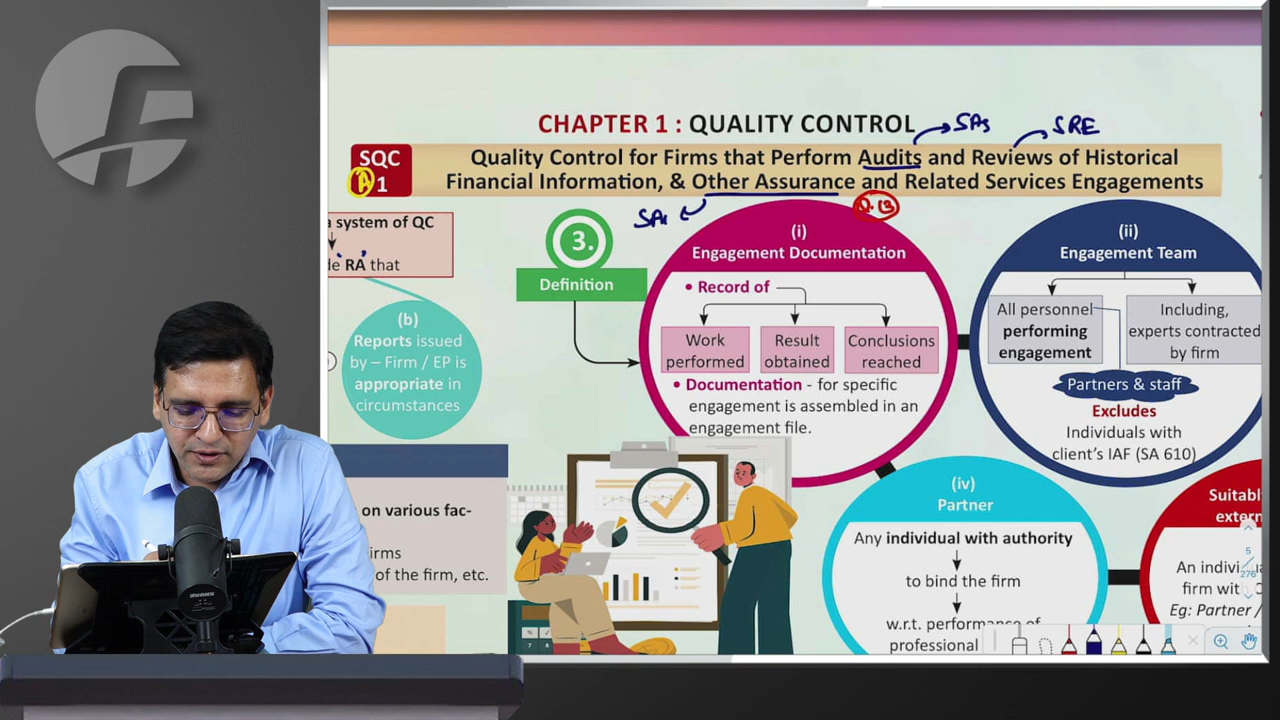 CHAPTER 1 : QUALITY CONTROL
SAs
SRE
SQC
A 1
Quality Control for Firms that Perform Audits and Reviews of Historical
Financial Information, & Other Assurance and Related Services Engagements
a system of QC
RA that
(b)
Reports issued
by – Firm / EP is
appropriate in
circumstances
on various fac-
irms
of the firm, etc.
3.
Definition
Q. 13
(i)
Engagement Documentation
• Record of
Work
performed
Result
obtained
Conclusions
reached
• Documentation - for specific
engagement is assembled in an
engagement file.
(ii)
Engagement Team
All personnel
performing
engagement
Including,
experts contracted
by firm
Partners & staff
Excludes
Individuals with
client's IAF (SA 610)
(iv)
Partner
Any individual with authority
to bind the firm
w.r.t. performance of
professional
Suitabl
extern
An indivi
firm wit
Eg: Partner /
5
276